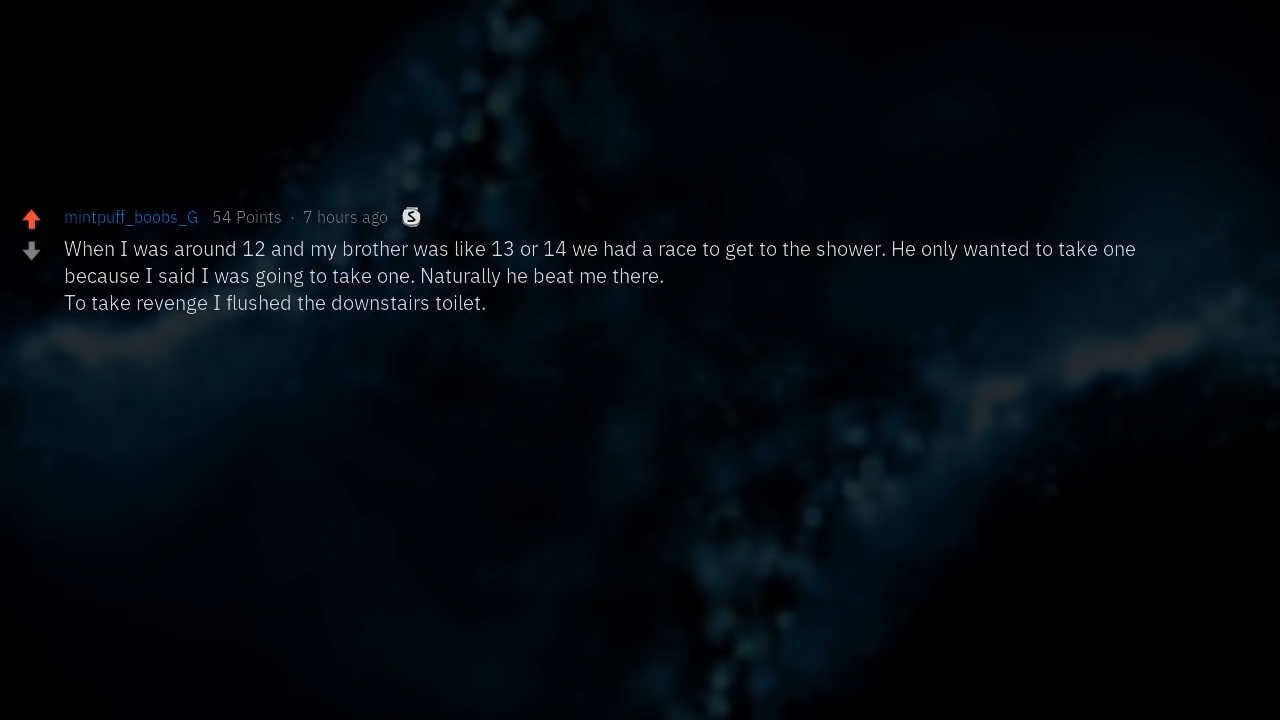 mintpuff_boobs_G 54 Points · 7 hours ago S
When I was around 12 and my brother was like 13 or 14 we had a race to get to the shower. He only wanted to take one
because I said I was going to take one. Naturally he beat me there.
To take revenge I flushed the downstairs toilet.